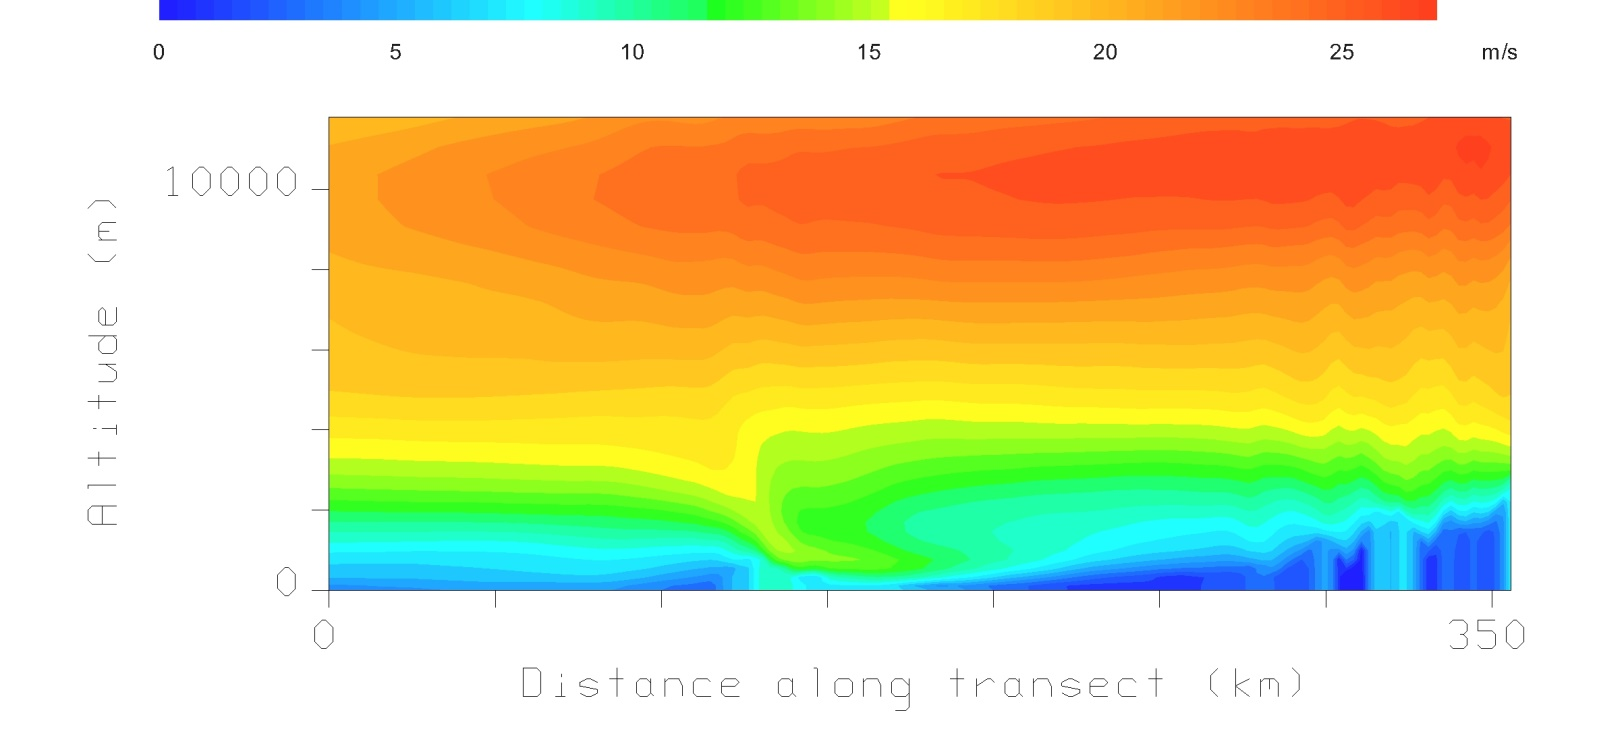 0 5 10 15 20 25 m/s
Altitude (m)
10000
0
0 350
Distance along transect (km)